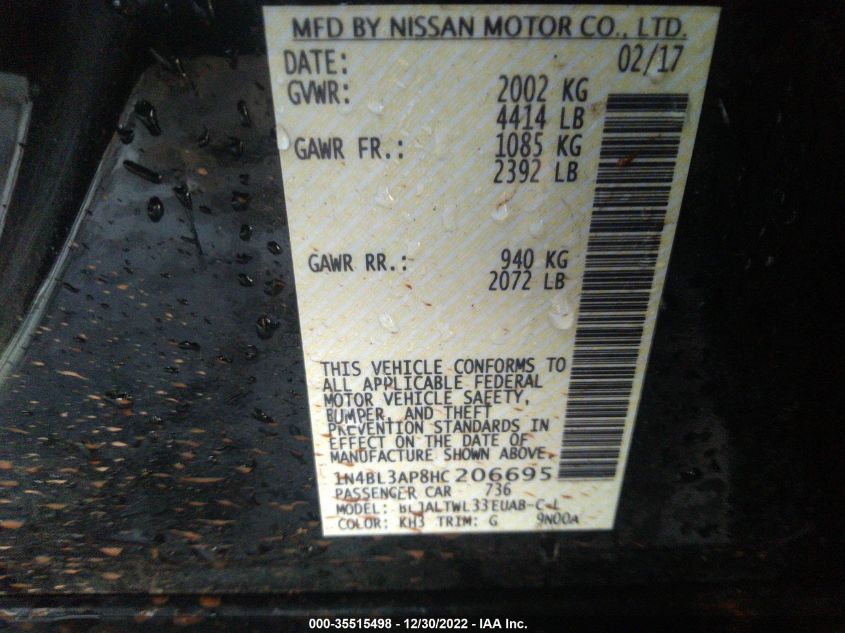 MFD BY NISSAN MOTOR CO., LTD.
DATE: 02/17
GVWR: 2002 KG
4414 LB
GAWR FR.: 1085 KG
2392 LB
GAWR RR.: 940 KG
2072 LB
THIS VEHICLE CONFORMS TO
ALL APPLICABLE FEDERAL
MOTOR VEHICLE SAFETY,
BUMPER, AND THEFT
PREVENTION STANDARDS IN
EFFECT ON THE DATE OF
MANUFACTURE SHOWN ABOVE.
1N4BL3AP8HC206695
PASSENGER CAR 736
MODEL:
COLOR: KH3 TRIM: G 9N00A
000-35515498 - 12/30/2022 - IAA Inc.